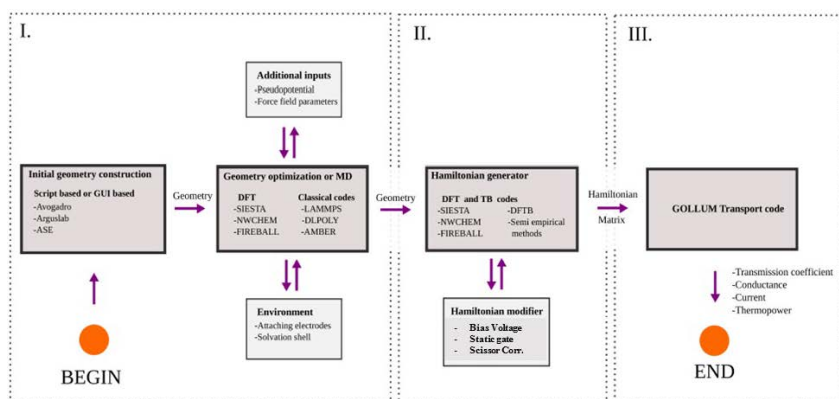 I.
II.
III.
Additional inputs
-Pseudopotential
-Force field parameters
Initial geometry construction
Script based or GUI based
-Avogadro
-Arguslab
-ASE
Geometry
Geometry optimization or MD
DFT
-SIESTA
-NWCHEM
-FIREBALL
Classical codes
-LAMMPS
-DLPOLY
-AMBER
Geometry
Hamiltonian generator
DFT and TB codes
-SIESTA
-NWCHEM
-FIREBALL
-DFTB
-Semi empirical
methods
Hamiltonian
Matrix
GOLLUM Transport code
Environment
-Attaching electrodes
-Solvation shell
Hamiltonian modifier
- Bias Voltage
- Static gate
- Scissor Corr.
-Transmission coefficient
-Conductance
-Current
-Thermopower
BEGIN
END